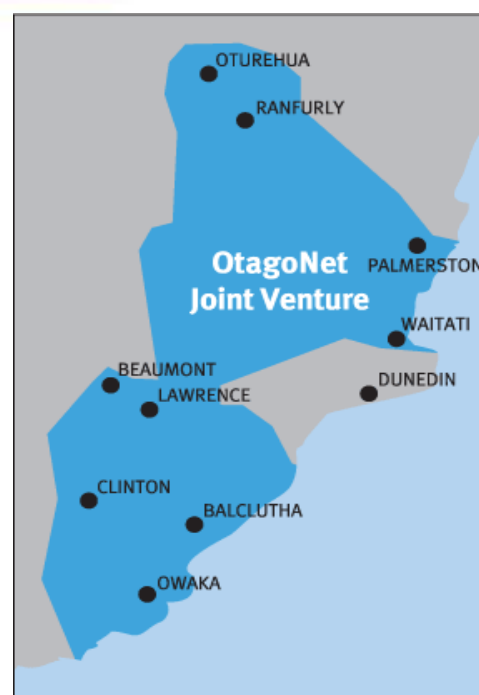 OTUREHUA
RANFURLY
OtagoNet
Joint Venture
PALMERSTON
WAITATI
BEAUMONT
DUNEDIN
LAWRENCE
CLINTON
BALCLUTHA
OWAKA